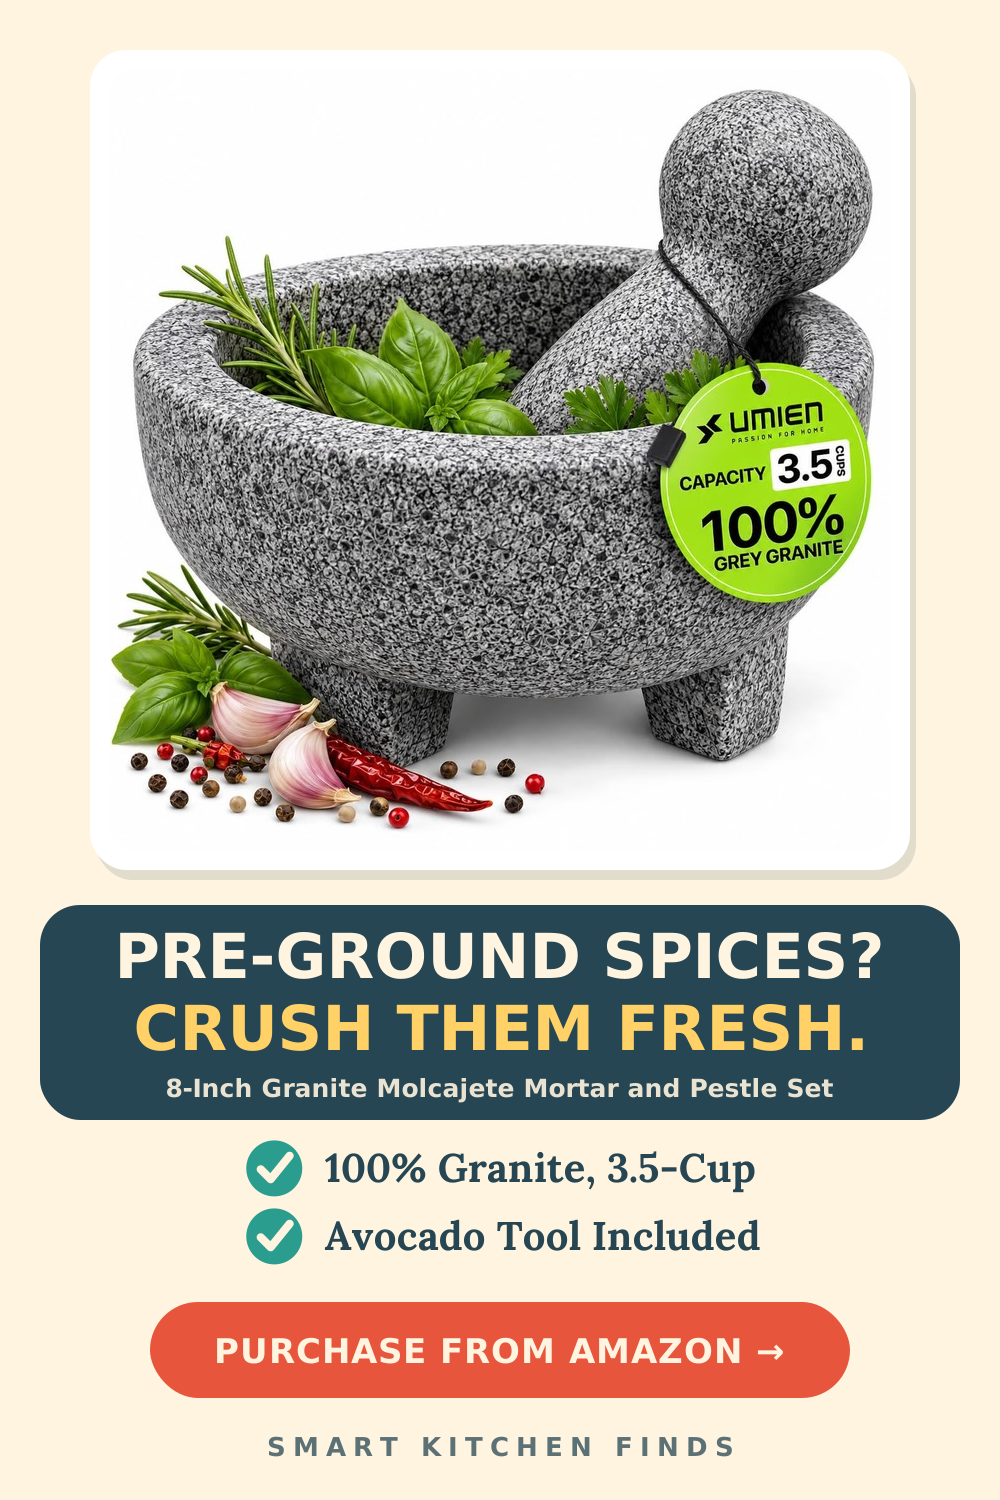 UMIEN
PASSION FOR HOME
CAPACITY 3.5 CUPS
100%
GREY GRANITE
PRE-GROUND SPICES?
CRUSH THEM FRESH.
8-Inch Granite Molcajete Mortar and Pestle Set
100% Granite, 3.5-Cup
Avocado Tool Included
PURCHASE FROM AMAZON →
SMART KITCHEN FINDS